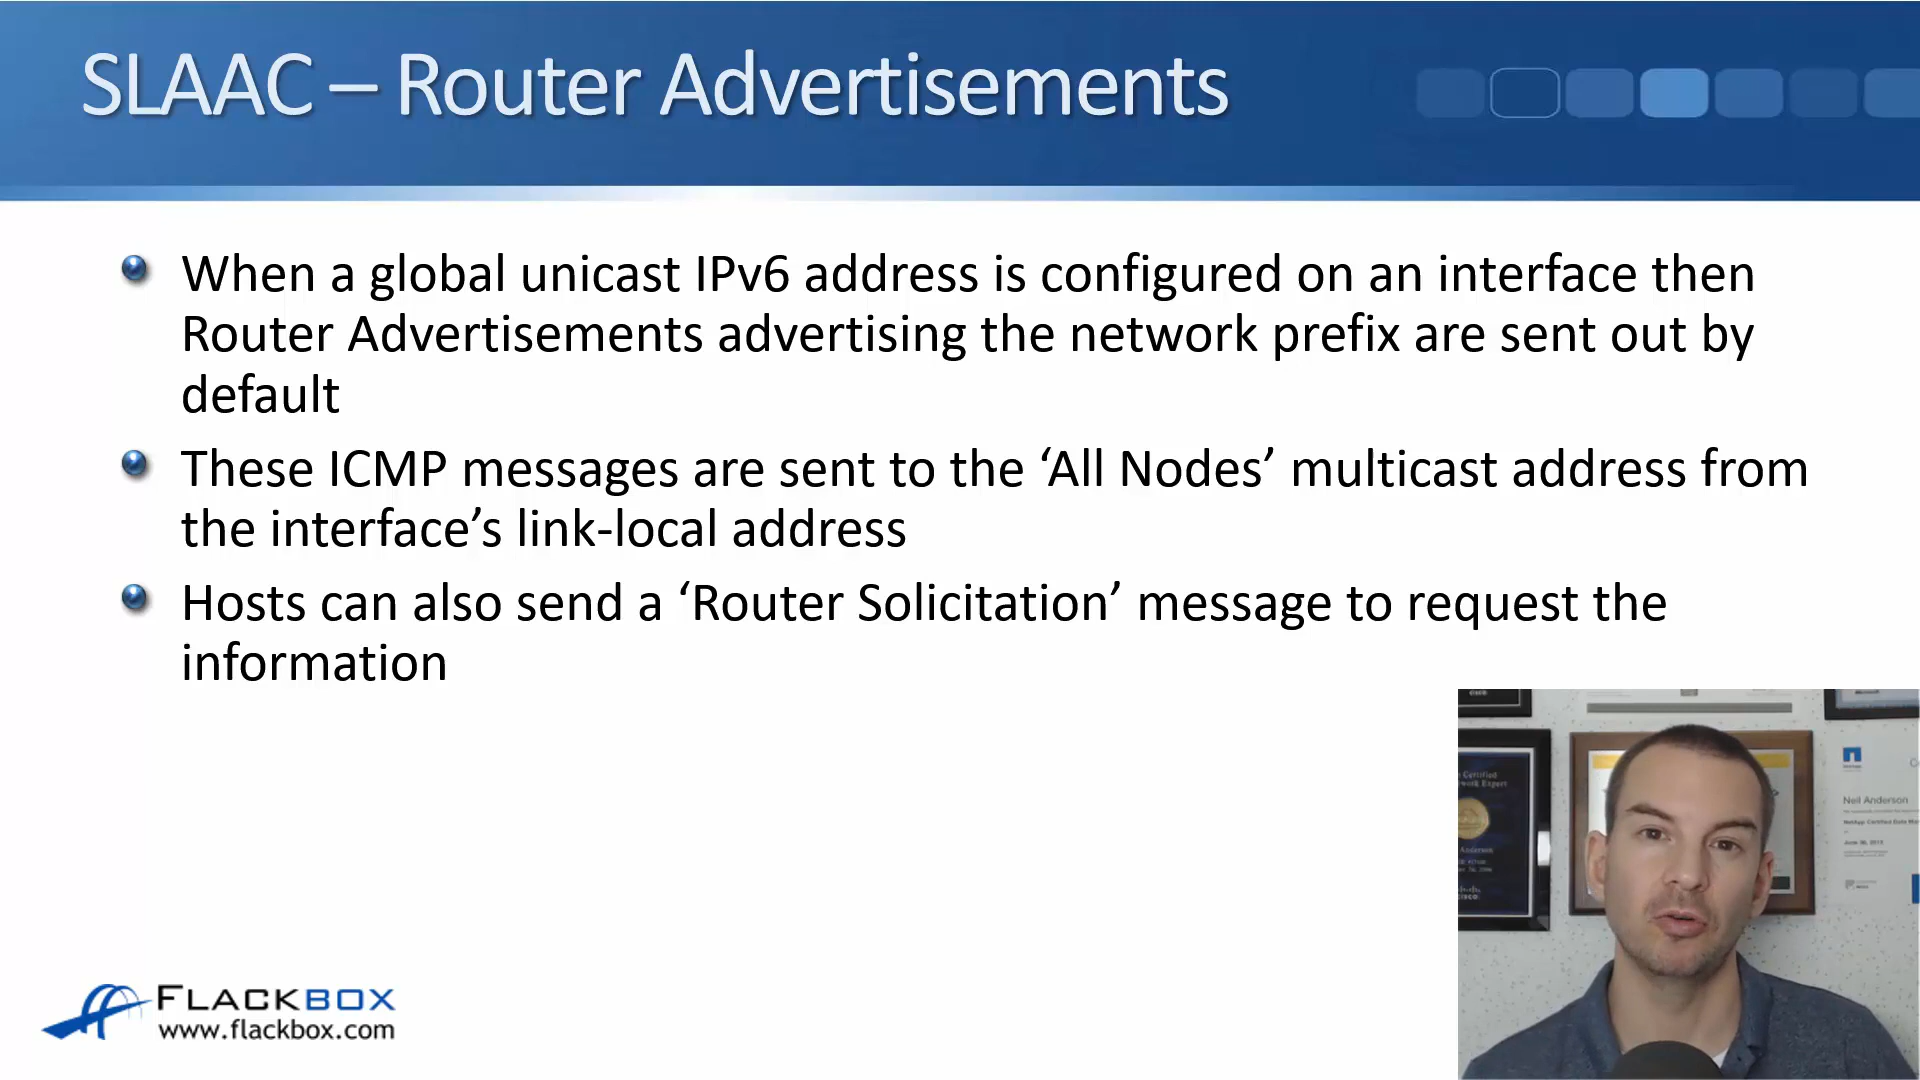 SLAAC – Router Advertisements
When a global unicast IPv6 address is configured on an interface then
Router Advertisements advertising the network prefix are sent out by
default
These ICMP messages are sent to the ‘All Nodes’ multicast address from
the interface’s link-local address
Hosts can also send a ‘Router Solicitation’ message to request the
information
Neil Anderson
FLACKBOX
www.flackbox.com